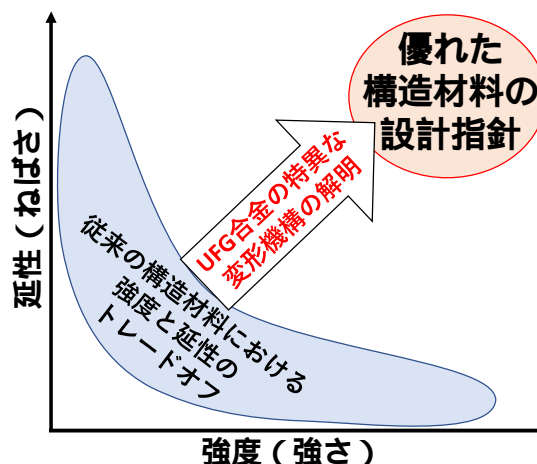 優れた
構造材料の
設計指針
UFG合金の特異な
変形機構の解明
従来の構造材料における
強度と延性の
トレードオフ
延性（ねばさ）
強度（強さ）